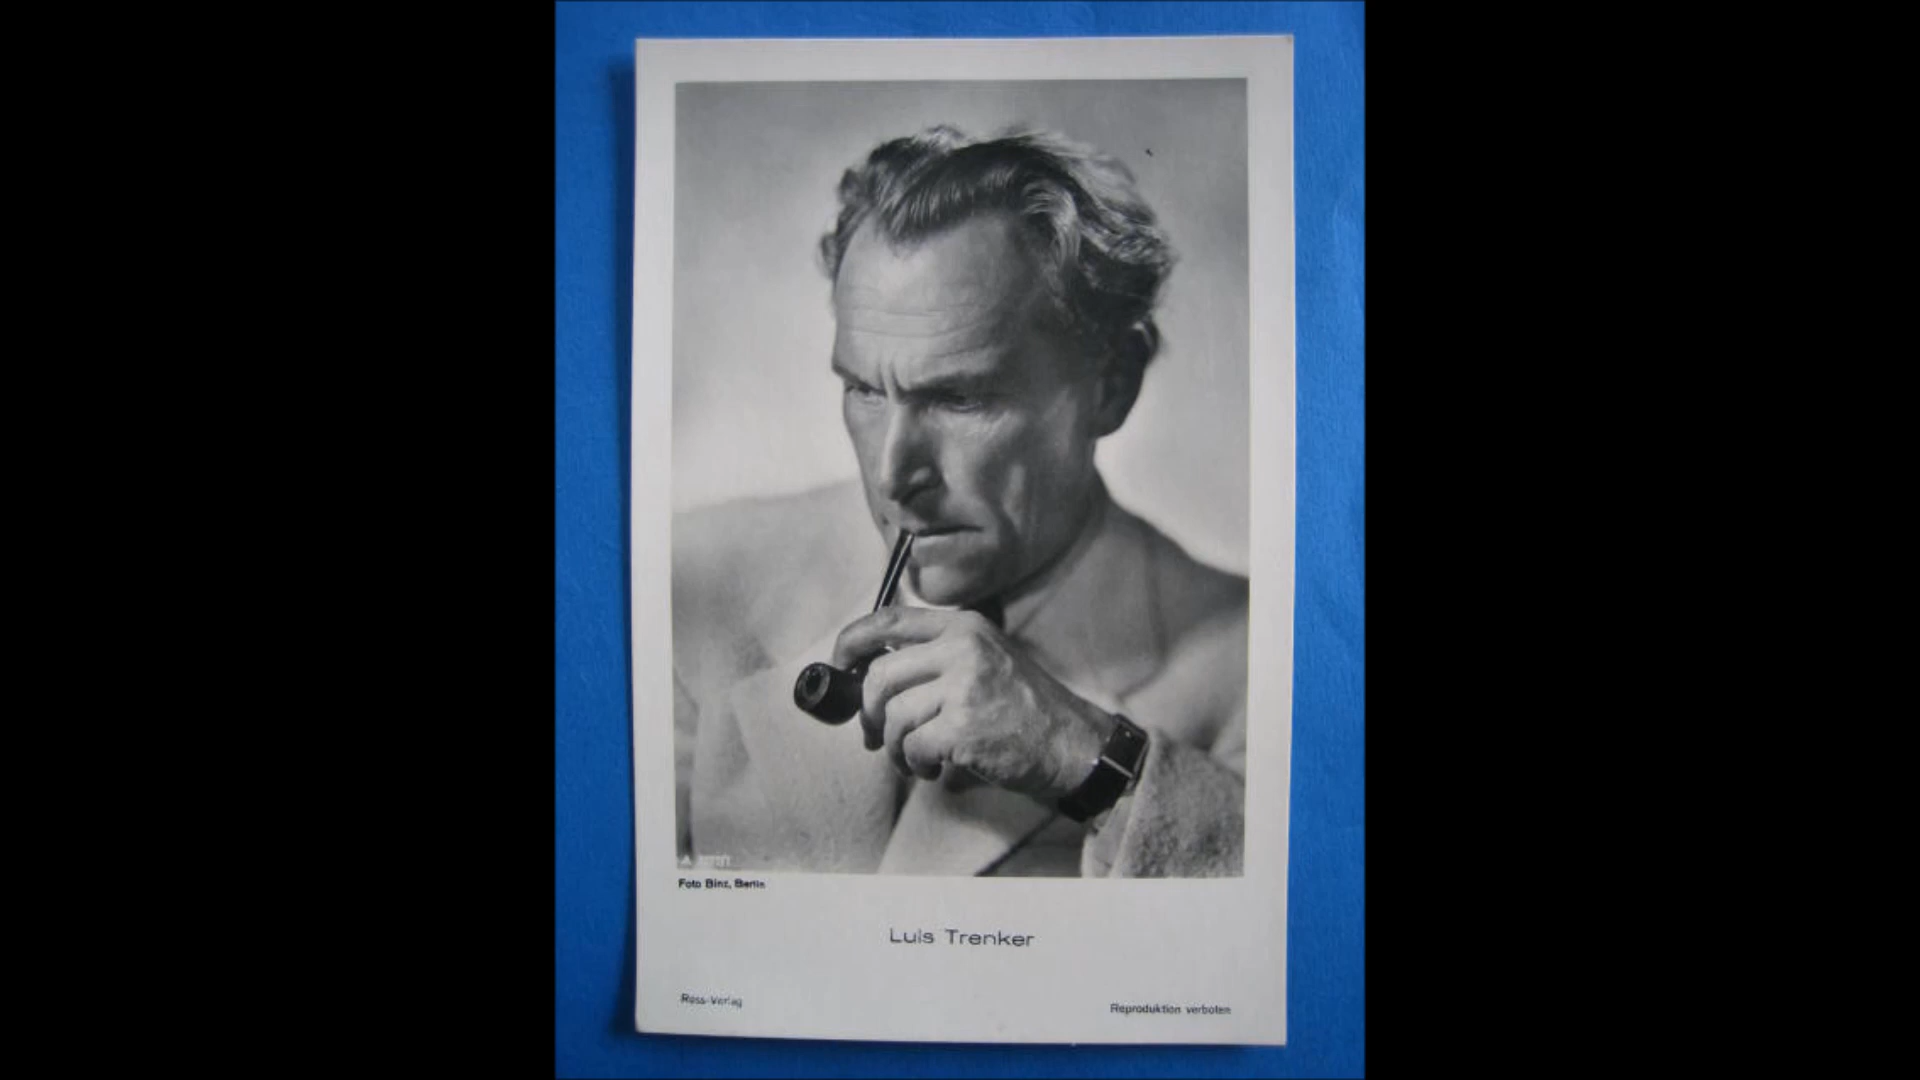 Foto Binz, Berlin
Luis Trenker
Ross-Verlag
Reproduktion verboten